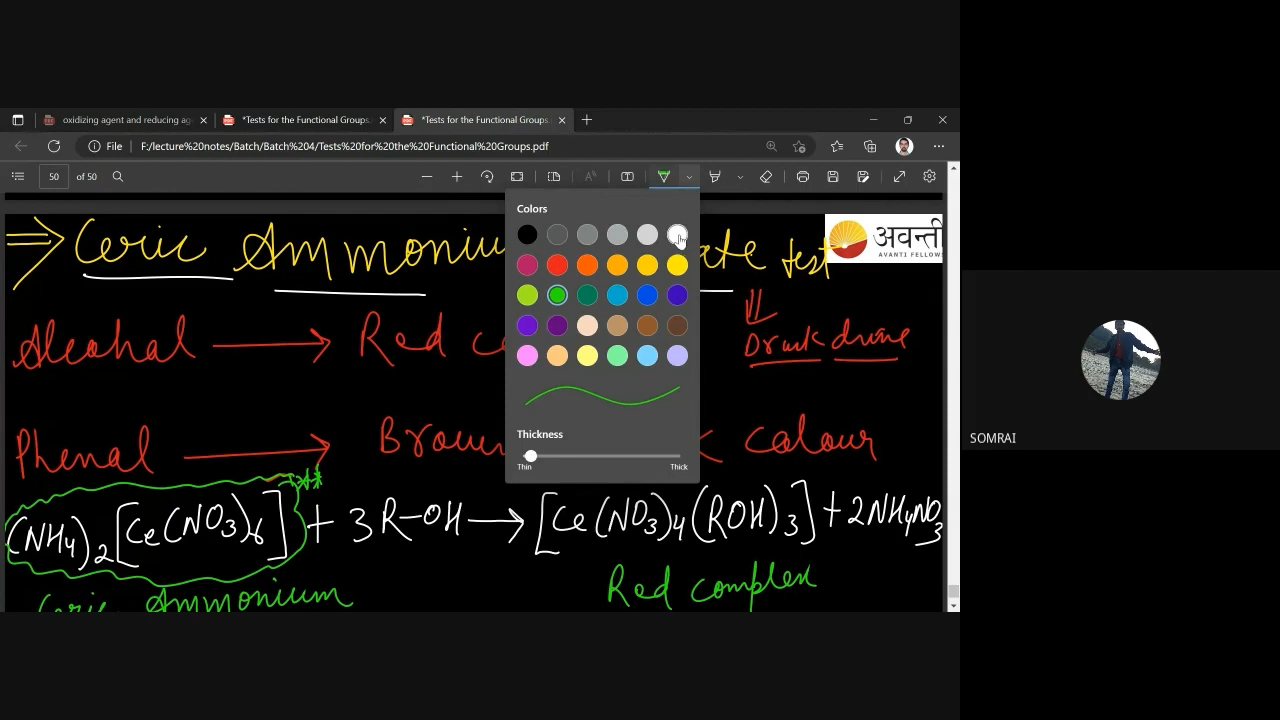 oxidizing agent and reducing ag
*Tests for the Functional Groups.
*Tests for the Functional Groups.
File F:/lecture%20notes/Batch/Batch%204/Tests%20for%20the%20Functional%20Groups.pdf
50 of 50
Colors
Thickness
Thin Thick
⇒ Ceric Ammoniu ate test
अवन्ती
AVANTI FELLOW
Alcohal → Red c
⇓
Drunk drive
Phenal → Brow k colour
(NH4)2[Ce(NO3)6] + 3R-OH → [Ce(NO3)4(ROH)3] + 2NH4NO3
Ceric Ammonium Red complex
SOMRAI